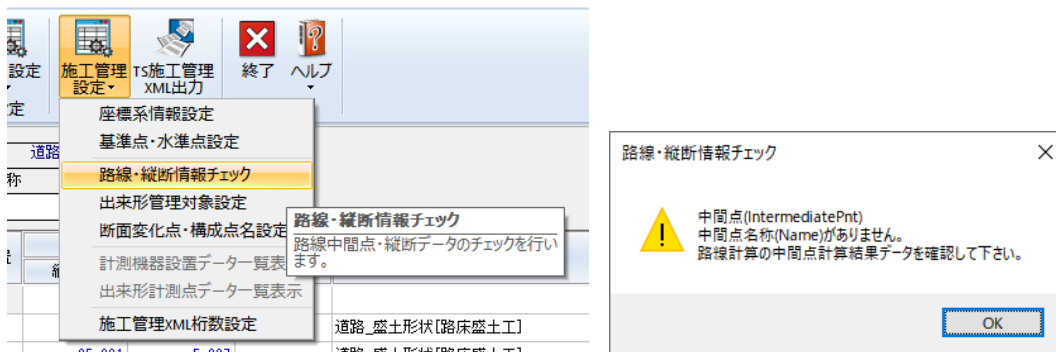 設定
施工管理
設定
TS施工管理
XML出力
終了
ヘルプ
定
座標系情報設定
基準点・水準点設定
道路
路線・縦断情報チェック
称
出来形管理対象設定
断面変化点・構成点名設定
路線・縦断情報チェック
路線中間点・縦断データのチェックを行い
ます。
計測機器設置データ一覧表
出来形計測点データ一覧表示
施工管理XML桁数設定
道路_盛土形状[路床盛土工]
路線・縦断情報チェック
中間点(IntermediatePnt)
中間点名称(Name)がありません。
路線計算の中間点計算結果データを確認して下さい。
OK